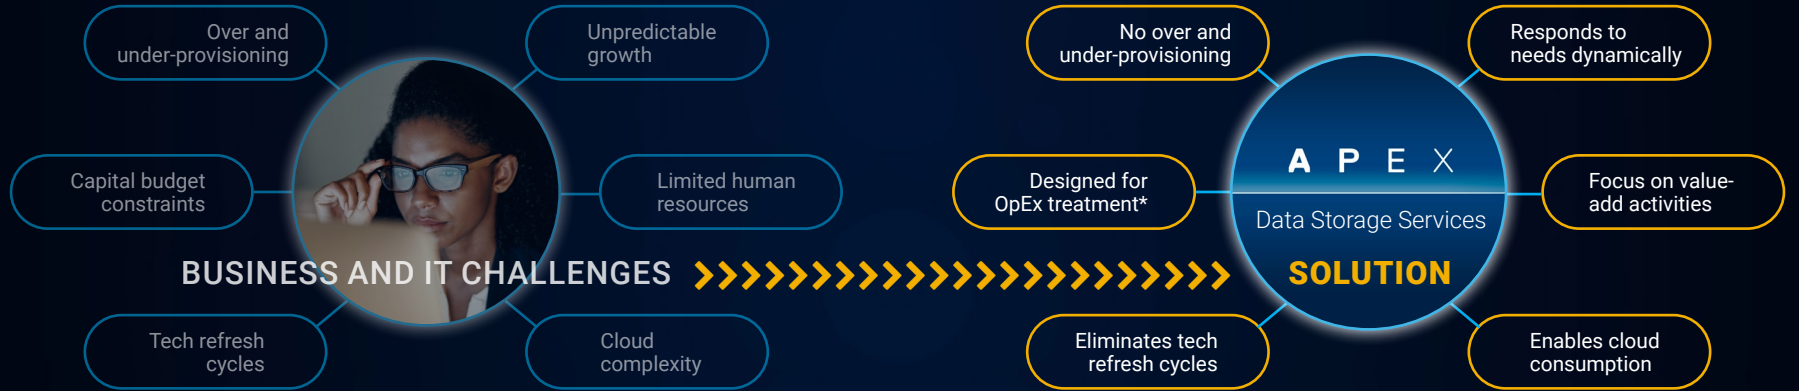 Over and
under-provisioning
Unpredictable
growth
Capital budget
constraints
Limited human
resources
BUSINESS AND IT CHALLENGES
Tech refresh
cycles
Cloud
complexity
No over and
under-provisioning
Responds to
needs dynamically
Designed for
OpEx treatment*
APEX
Data Storage Services
SOLUTION
Focus on value-
add activities
Eliminates tech
refresh cycles
Enables cloud
consumption